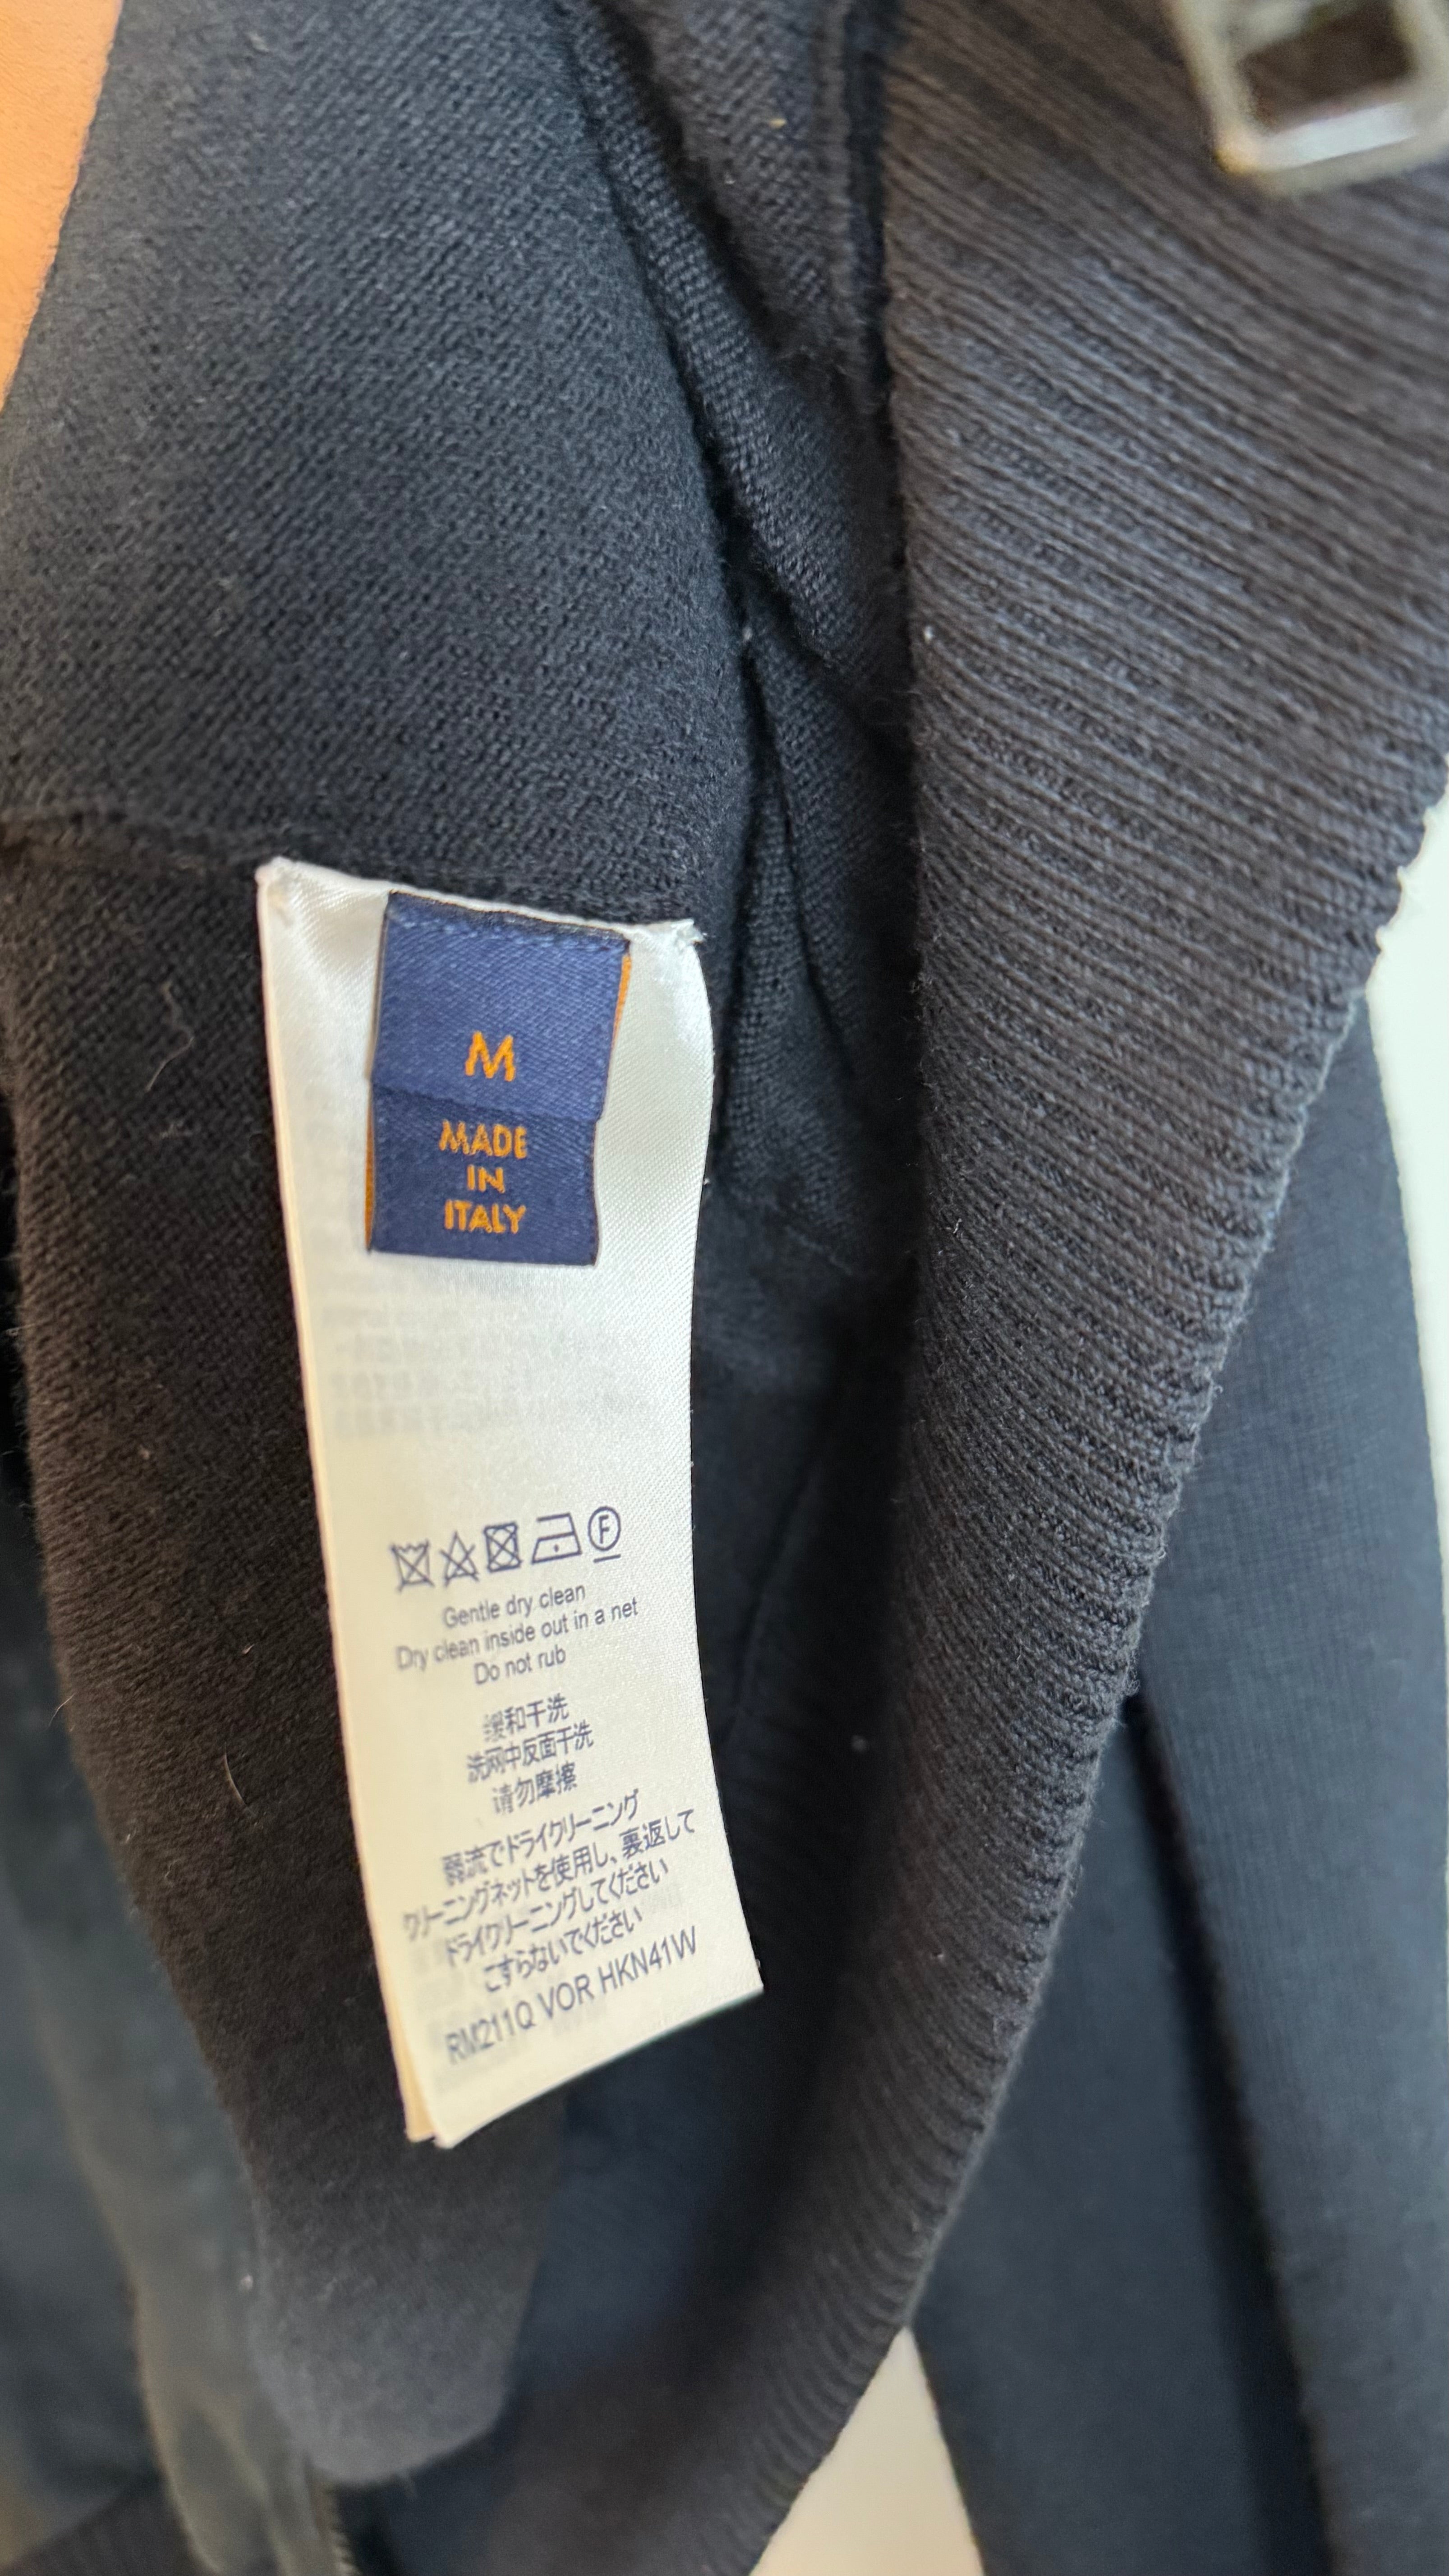 M
MADE
IN
ITALY
F
Gentle dry clean
Dry clean inside out in a net
Do not rub
缓和干洗
洗网中反面干洗
请勿摩擦
弱流でドライクリーニング
クリーニングネットを使用し、裏返して
ドライクリーニングしてください
こすらないでください
RM211Q VOR HKN41W